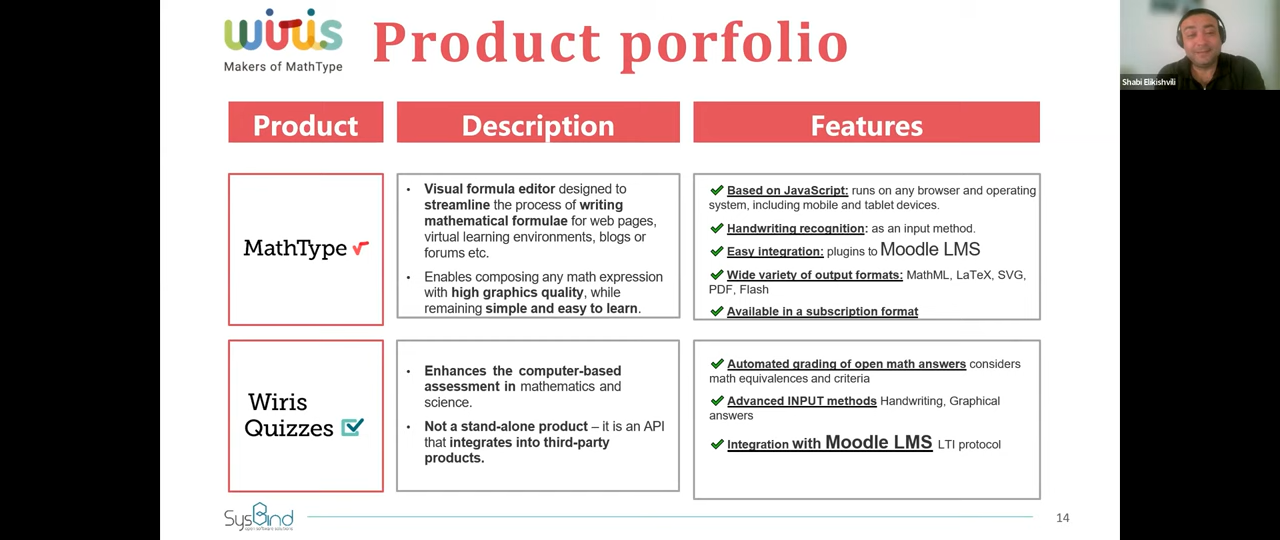 wiris
Makers of MathType
Product porfolio
Shabi Elikishvili
Product
Description
Features
MathType
• Visual formula editor designed to
streamline the process of writing
mathematical formulae for web pages,
virtual learning environments, blogs or
forums etc.
• Enables composing any math expression
with high graphics quality, while
remaining simple and easy to learn.
Based on JavaScript: runs on any browser and operating
system, including mobile and tablet devices.
Handwriting recognition: as an input method.
Easy integration: plugins to Moodle LMS
Wide variety of output formats: MathML, LaTeX, SVG,
PDF, Flash
Available in a subscription format
Wiris
Quizzes
• Enhances the computer-based
assessment in mathematics and
science.
• Not a stand-alone product – it is an API
that integrates into third-party
products.
Automated grading of open math answers considers
math equivalences and criteria
Advanced INPUT methods Handwriting, Graphical
answers
Integration with Moodle LMS LTI protocol
SysBind
open software solutions
14